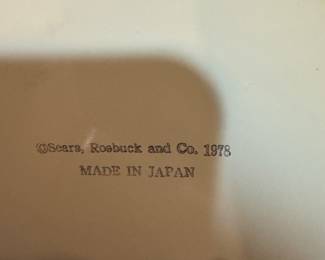 ©Sears, Roebuck and Co. 1978
MADE IN JAPAN